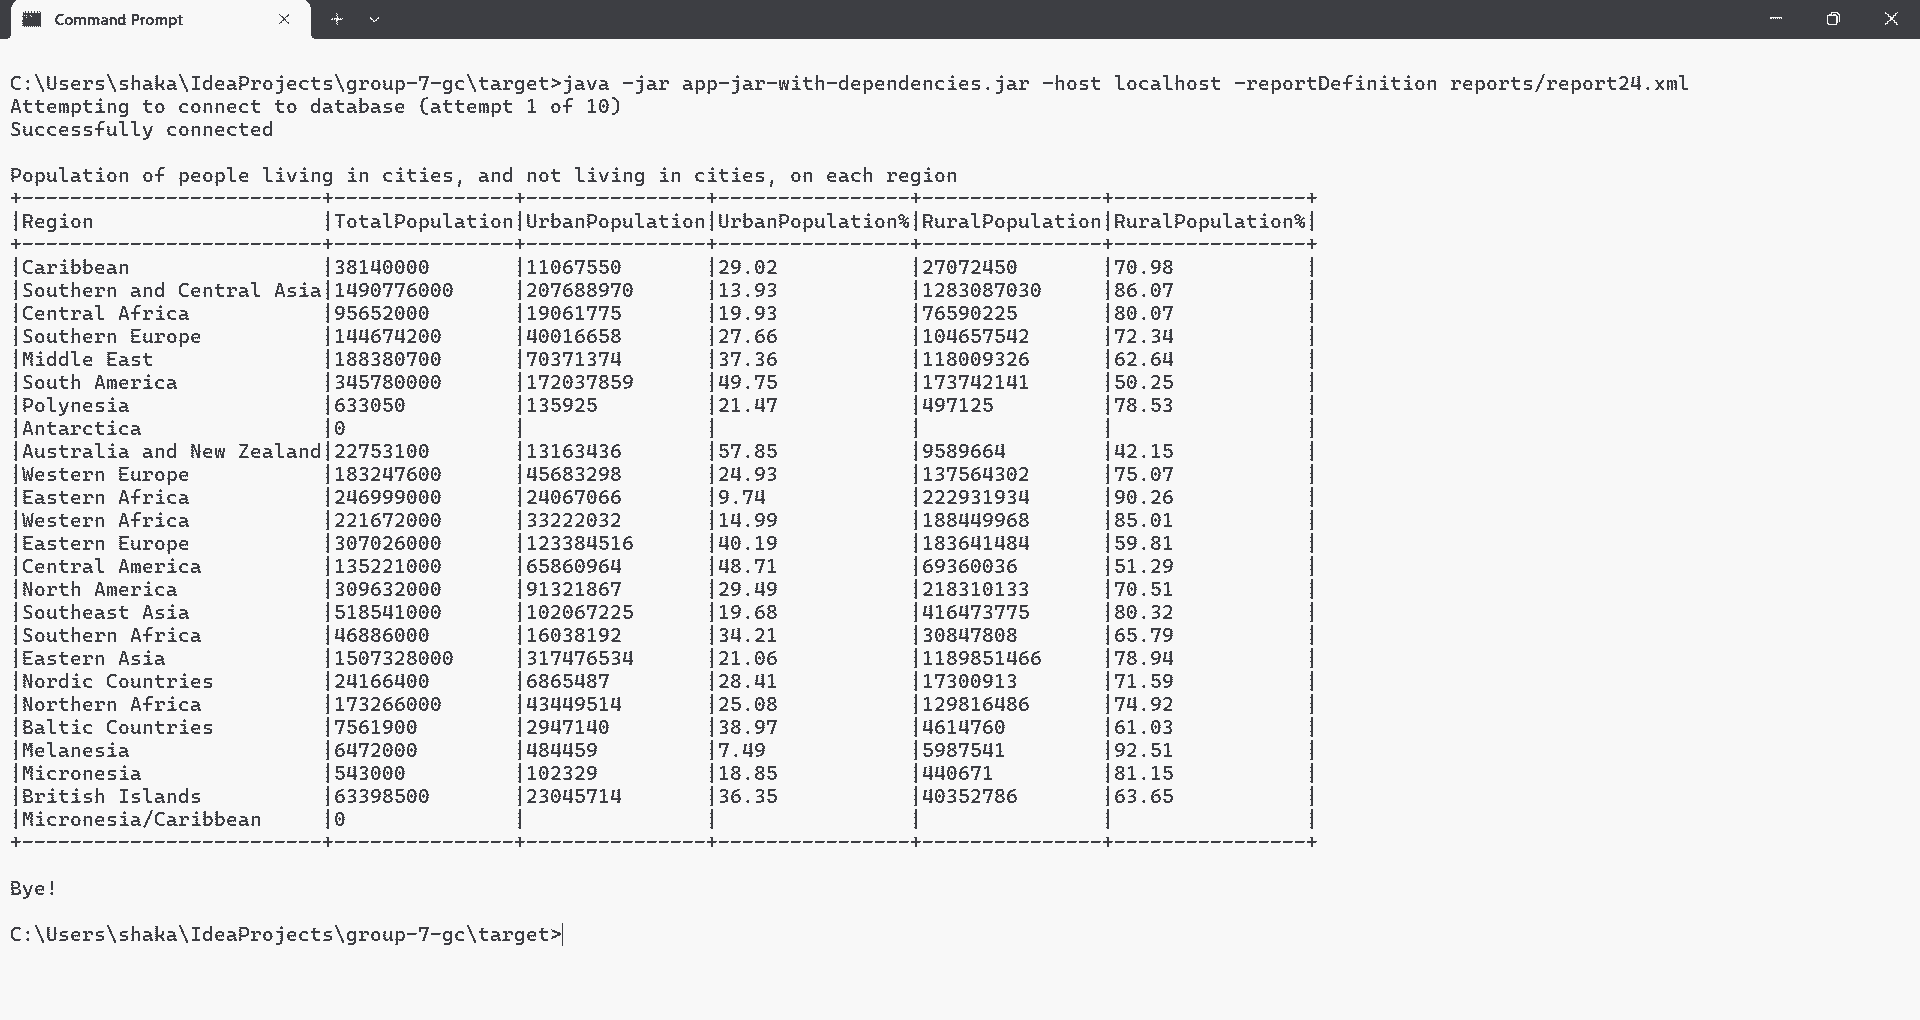 Command Prompt
C:\Users\shaka\IdeaProjects\group-7-gc\target>java -jar app-jar-with-dependencies.jar -host localhost -reportDefinition reports/report24.xml
Attempting to connect to database (attempt 1 of 10)
Successfully connected
Population of people living in cities, and not living in cities, on each region
+-------------------------+---------------+---------------+----------------+---------------+----------------+
|Region                   |TotalPopulation|UrbanPopulation|UrbanPopulation%|RuralPopulation|RuralPopulation%|
+-------------------------+---------------+---------------+----------------+---------------+----------------+
|Caribbean                |38140000       |11067550       |29.02           |27072450       |70.98           |
|Southern and Central Asia|1490776000     |207688970      |13.93           |1283087030     |86.07           |
|Central Africa           |95652000       |19061775       |19.93           |76590225       |80.07           |
|Southern Europe          |144674200      |40016658       |27.66           |104657542      |72.34           |
|Middle East              |188380700      |70371374       |37.36           |118009326      |62.64           |
|South America            |345780000      |172037859      |49.75           |173742141      |50.25           |
|Polynesia                |633050         |135925         |21.47           |497125         |78.53           |
|Antarctica               |0              |               |                |               |                |
|Australia and New Zealand|22753100       |13163436       |57.85           |9589664        |42.15           |
|Western Europe           |183247600      |45683298       |24.93           |137564302      |75.07           |
|Eastern Africa           |246999000      |24067066       |9.74            |222931934      |90.26           |
|Western Africa           |221672000      |33222032       |14.99           |188449968      |85.01           |
|Eastern Europe           |307026000      |123384516      |40.19           |183641484      |59.81           |
|Central America          |135221000      |65860964       |48.71           |69360036       |51.29           |
|North America            |309632000      |91321867       |29.49           |218310133      |70.51           |
|Southeast Asia           |518541000      |102067225      |19.68           |416473775      |80.32           |
|Southern Africa          |46886000       |16038192       |34.21           |30847808       |65.79           |
|Eastern Asia             |1507328000     |317476534      |21.06           |1189851466     |78.94           |
|Nordic Countries         |24166400       |6865487        |28.41           |17300913       |71.59           |
|Northern Africa          |173266000      |43449514       |25.08           |129816486      |74.92           |
|Baltic Countries         |7561900        |2947140        |38.97           |4614760        |61.03           |
|Melanesia                |6472000        |484459         |7.49            |5987541        |92.51           |
|Micronesia               |543000         |102329         |18.85           |440671         |81.15           |
|British Islands          |63398500       |23045714       |36.35           |40352786       |63.65           |
|Micronesia/Caribbean     |0              |               |                |               |                |
+-------------------------+---------------+---------------+----------------+---------------+----------------+
Bye!
C:\Users\shaka\IdeaProjects\group-7-gc\target>